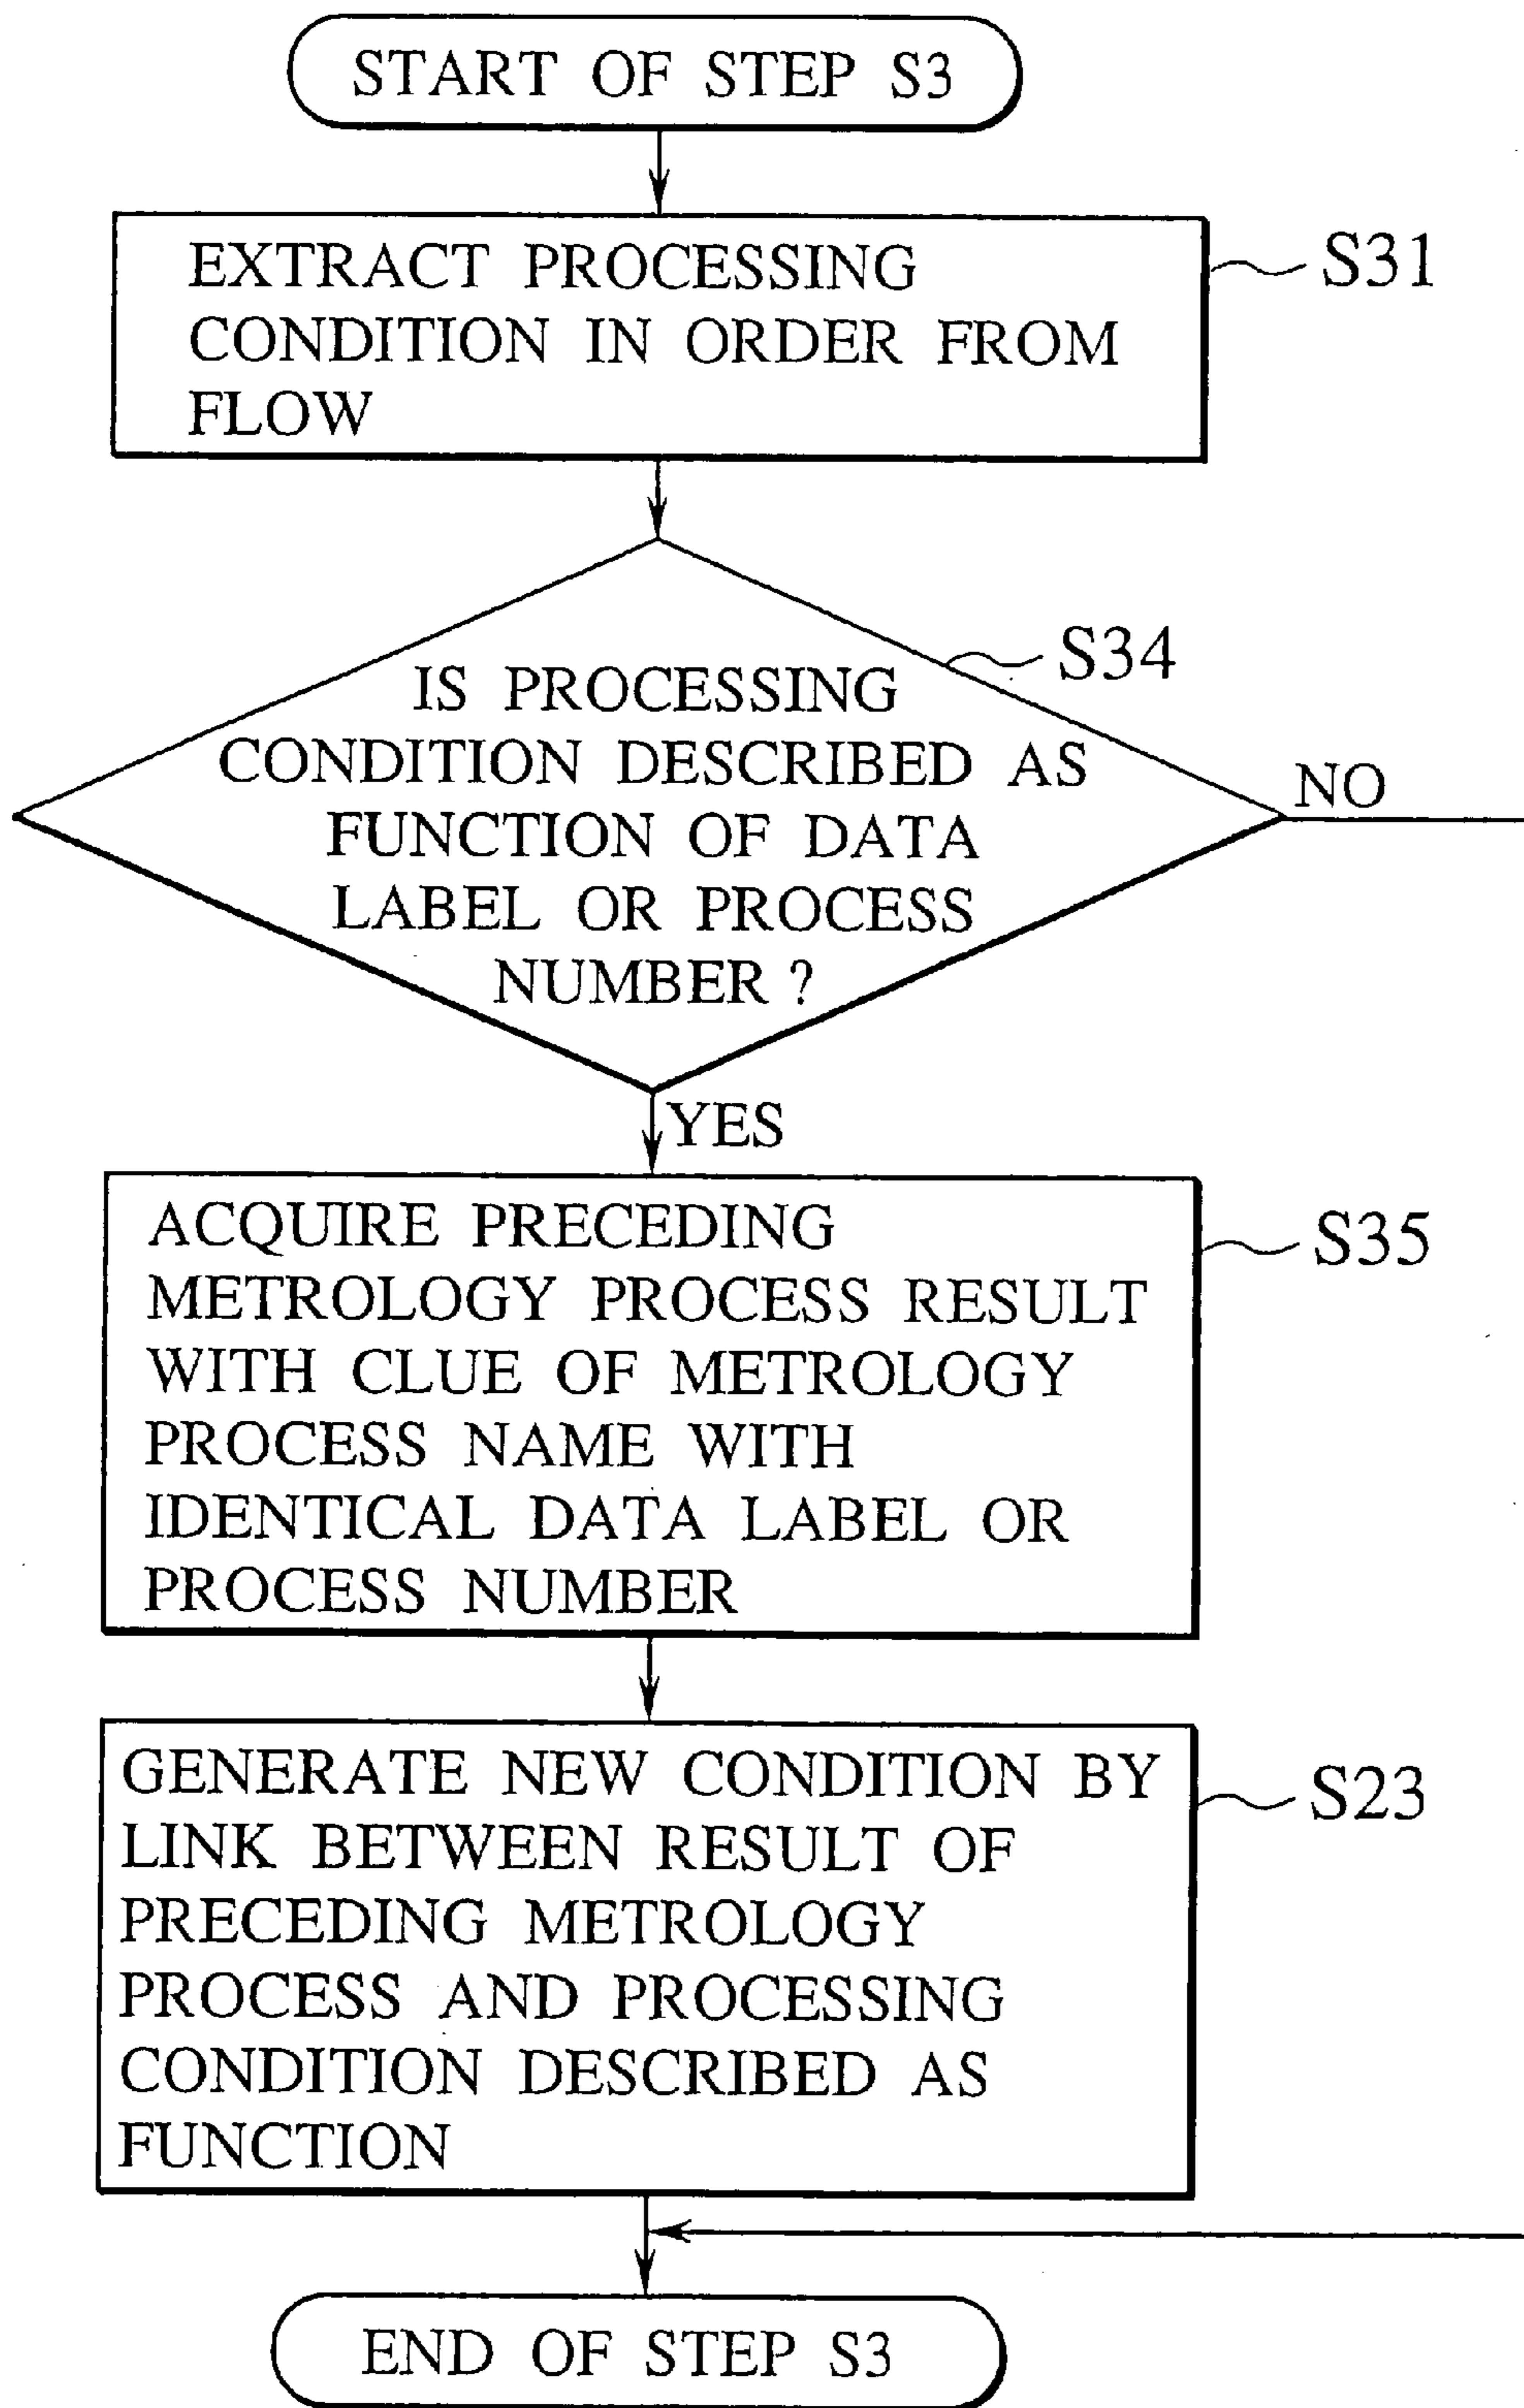 START OF STEP S3
EXTRACT PROCESSING
CONDITION IN ORDER FROM
FLOW
S31
S34
IS PROCESSING
CONDITION DESCRIBED AS
FUNCTION OF DATA
LABEL OR PROCESS
NUMBER ?
NO
YES
ACQUIRE PRECEDING
METROLOGY PROCESS RESULT
WITH CLUE OF METROLOGY
PROCESS NAME WITH
IDENTICAL DATA LABEL OR
PROCESS NUMBER
S35
GENERATE NEW CONDITION BY
LINK BETWEEN RESULT OF
PRECEDING METROLOGY
PROCESS AND PROCESSING
CONDITION DESCRIBED AS
FUNCTION
S23
END OF STEP S3